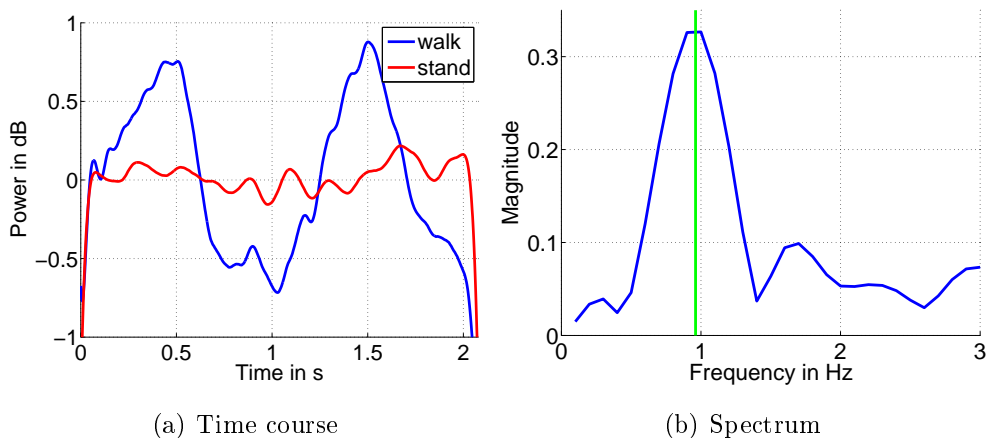 1
0.5
0
−0.5
−1
0
0.5
1
1.5
2
Power in dB
Time in s
walk
stand
(a) Time course
0.3
0.2
0.1
0
0
1
2
3
Magnitude
Frequency in Hz
(b) Spectrum